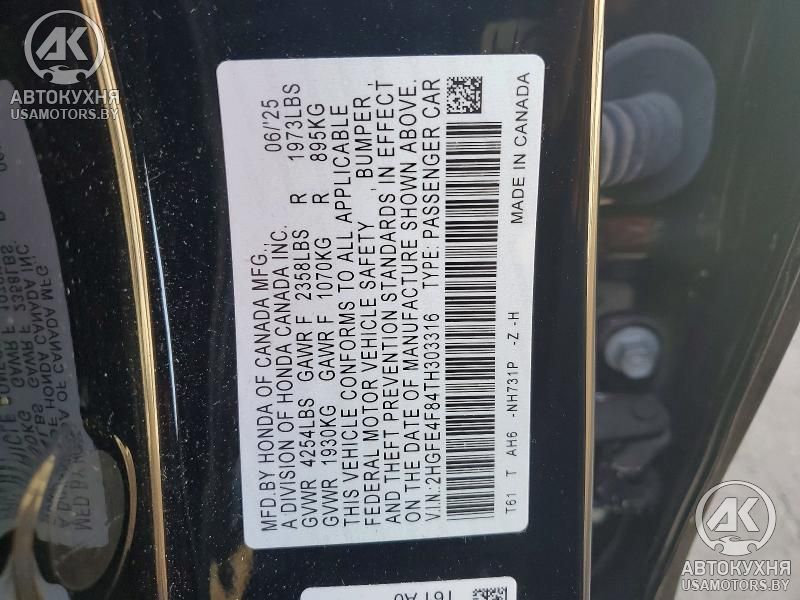 AK
АВТОКУХНЯ
USAMOTORS.BY
MFD.BY HONDA OF CANADA MFG., 06/'25
A DIVISION OF HONDA CANADA INC.
GVWR 4254LBS GAWR F 2358LBS R 1973LBS
GVWR 1930KG GAWR F 1070KG R 895KG
THIS VEHICLE CONFORMS TO ALL APPLICABLE
FEDERAL MOTOR VEHICLE SAFETY, BUMPER,
AND THEFT PREVENTION STANDARDS IN EFFECT
ON THE DATE OF MANUFACTURE SHOWN ABOVE.
V.I.N.:2HGFE4F84TH303316 TYPE: PASSENGER CAR
T61 T AH6 -NH731P -Z -H MADE IN CANADA
AK
АВТОКУХНЯ
USAMOTORS.BY